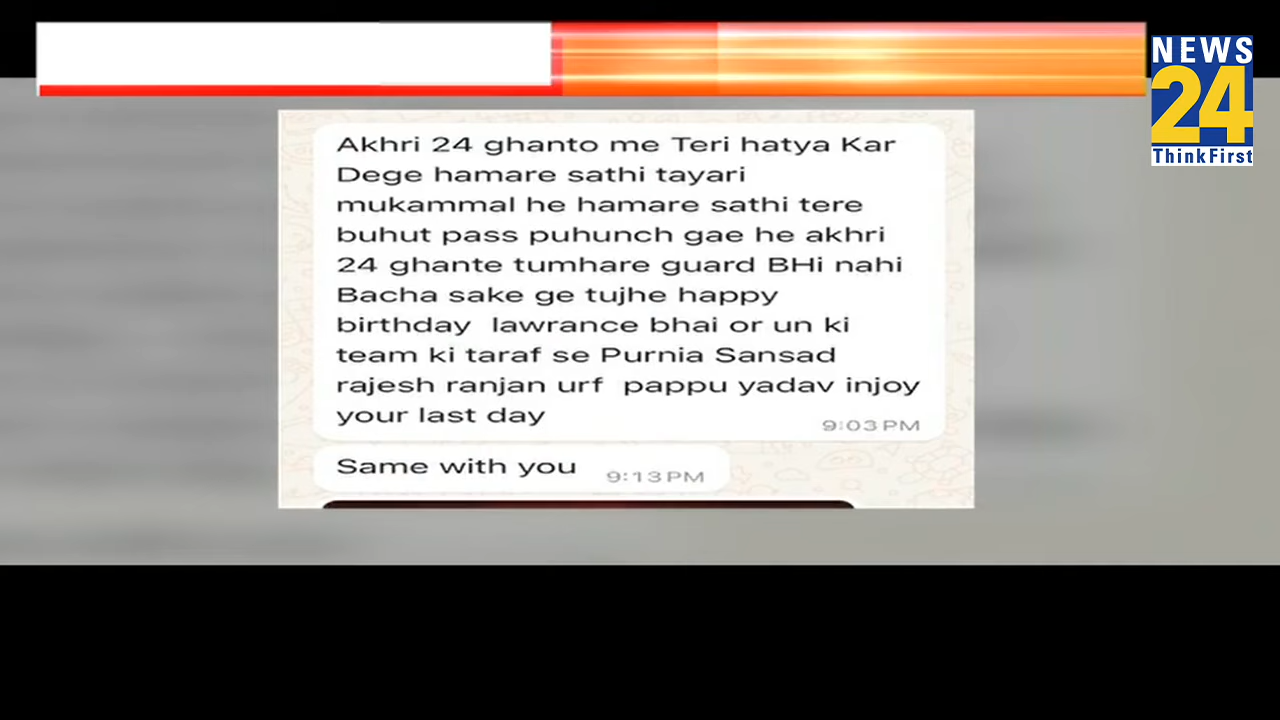 NEWS
24
ThinkFirst
Akhri 24 ghanto me Teri hatya Kar
Dege hamare sathi tayari
mukammal he hamare sathi tere
buhut pass puhunch gae he akhri
24 ghante tumhare guard BHi nahi
Bacha sake ge tujhe happy
birthday  lawrance bhai or un ki
team ki taraf se Purnia Sansad
rajesh ranjan urf  pappu yadav injoy
your last day
9:03 PM
Same with you
9:13 PM